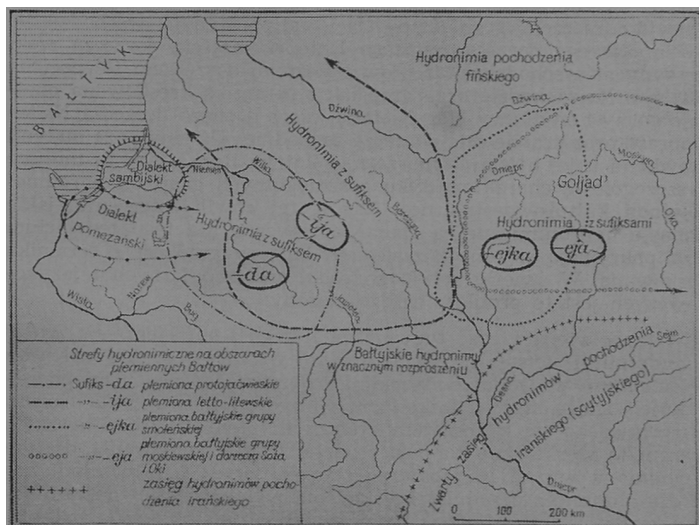 BAŁTYK
Hydronimia pochodzenia
fińskiego
Dźwina
Dźwina
Hydronimia z sufiksem
Dialekt
sambijski
Niemen
Wilia
-ija
Dniepr
Moskwa
Goljad'
Oka
Dialekt
pomezański
Hydronimia z sufiksem
-da
Berezyna
Hydronimia z sufiksami
-ejka
-eja
Wisła
Narew
Bug
Bałtyjskie hydronimy
w znacznym rozproszeniu
Desna
Sejm
Zwarty zasięg hydronimów pochodzenia
irańskiego (scytyjskiego)
Dniepr
0 100 200 km
Strefy hydronimiczne na obszarach
plemiennych Bałtów
Sufiks -da plemiona protojaćwieskie
-"- -ija plemiona letto-litewskie
-"- -ejka plemiona bałtyjskie grupy
smoleńskiej
-"- -eja plemiona bałtyjskie grupy
moskiewskiej i dorzecza Soża
i Oki
zasięg hydronimów pocho-
dzenia irańskiego